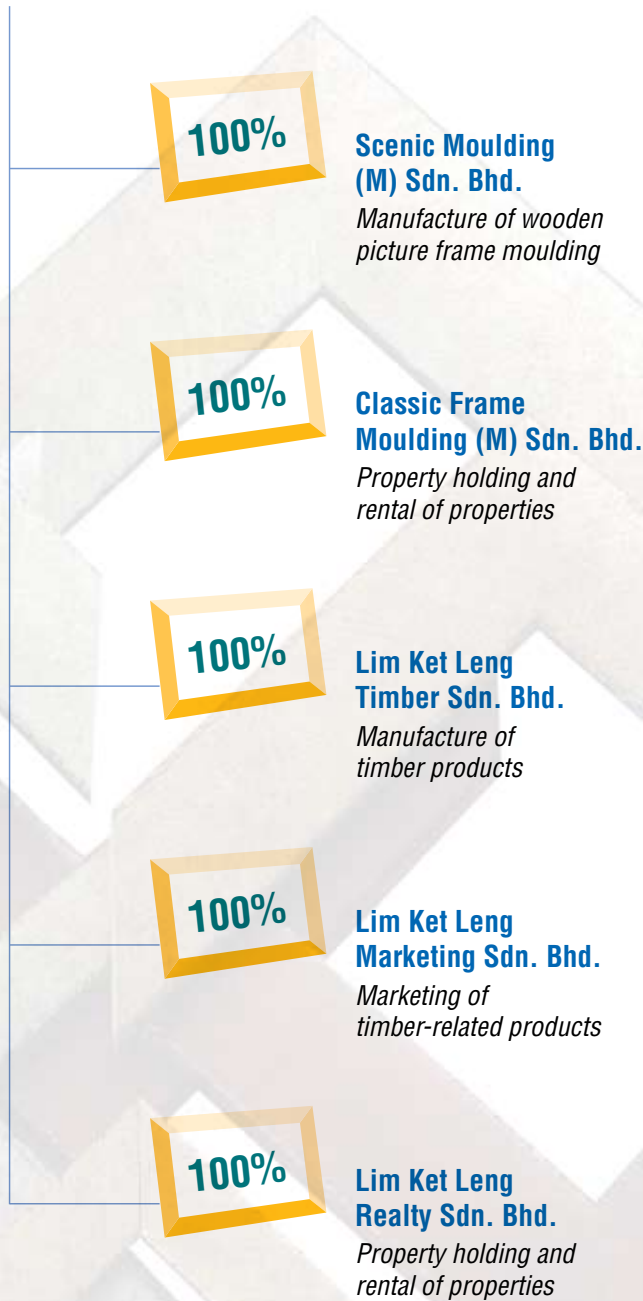 100%
Scenic Moulding
(M) Sdn. Bhd.
Manufacture of wooden
picture frame moulding
100%
Classic Frame
Moulding (M) Sdn. Bhd.
Property holding and
rental of properties
100%
Lim Ket Leng
Timber Sdn. Bhd.
Manufacture of
timber products
100%
Lim Ket Leng
Marketing Sdn. Bhd.
Marketing of
timber-related products
100%
Lim Ket Leng
Realty Sdn. Bhd.
Property holding and
rental of properties